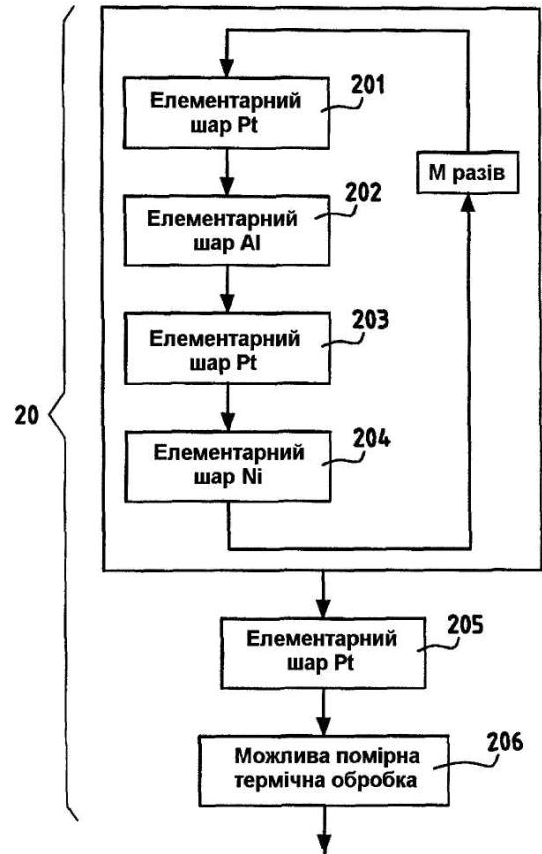 201
Елементарний
шар Pt
М разів
202
Елементарний
шар Al
203
Елементарний
шар Pt
20
204
Елементарний
шар Ni
205
Елементарний
шар Pt
206
Можлива помірна
термічна обробка